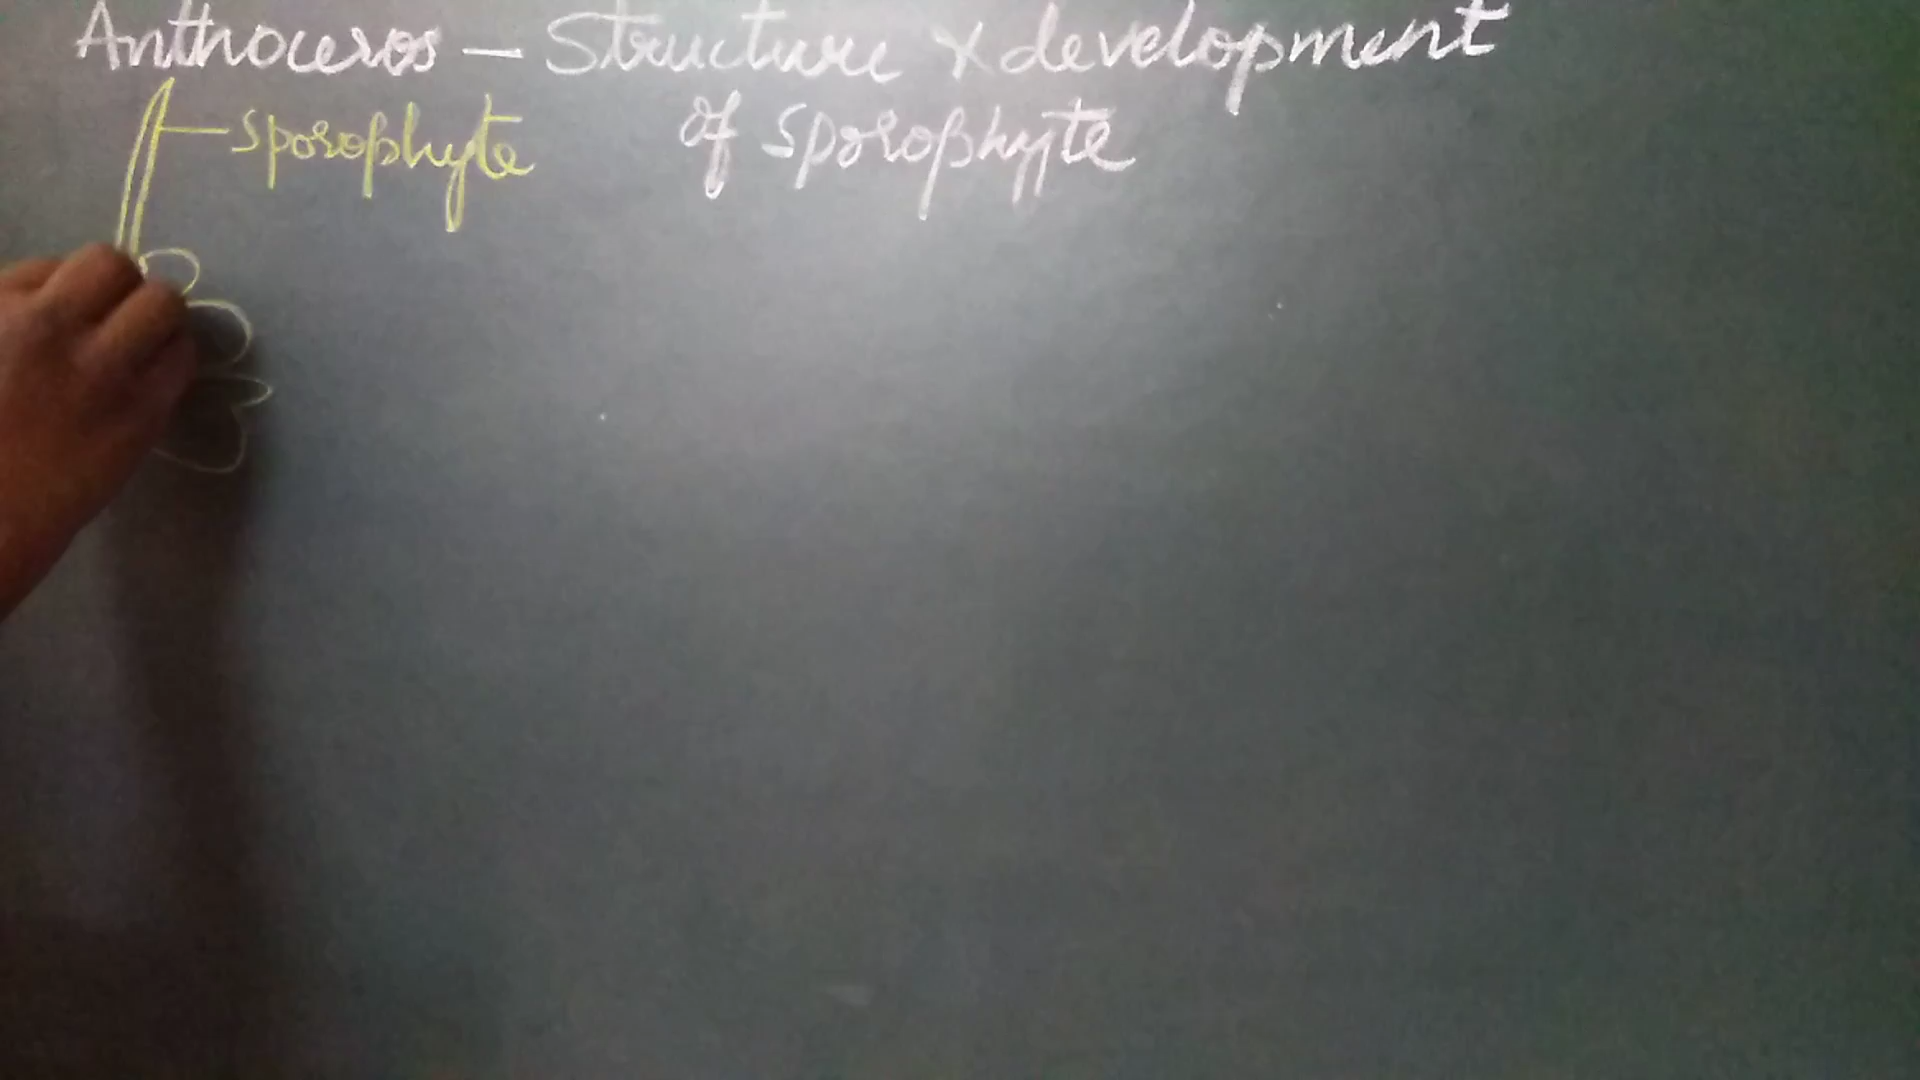 Anthoceros — Structure & development
of Sporophyte
Sporophyte